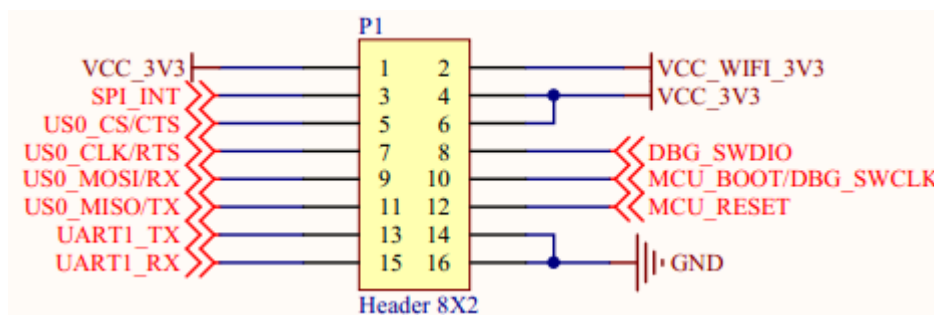 P1
VCC_3V3 1 2 VCC_WIFI_3V3
SPI_INT 3 4 VCC_3V3
US0_CS/CTS 5 6
US0_CLK/RTS 7 8 DBG_SWDIO
US0_MOSI/RX 9 10 MCU_BOOT/DBG_SWCLK
US0_MISO/TX 11 12 MCU_RESET
UART1_TX 13 14
UART1_RX 15 16 GND
Header 8X2